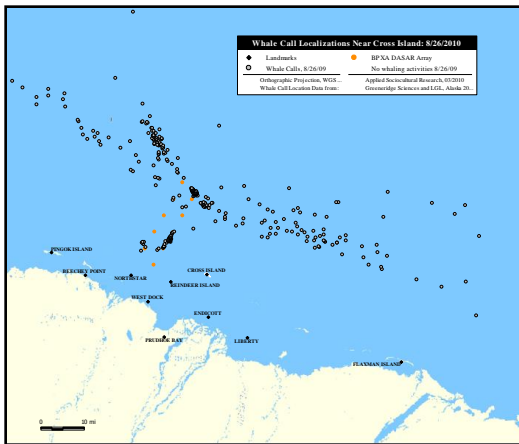 Whale Call Localizations Near Cross Island: 8/26/2010
Landmarks
BPXA DASAR Array
Whale Calls, 8/26/09
No whaling activities 8/26/09
Orthographic Projection, WGS ...
Applied Sociocultural Research, 03/2010
Whale Call Location Data from:
Greeneridge Sciences and LGL, Alaska 20...
PINGOK ISLAND
BEECHEY POINT
NORTHSTAR
CROSS ISLAND
REINDEER ISLAND
WEST DOCK
ENDICOTT
PRUDHOE BAY
LIBERTY
FLAXMAN ISLAND
0 10 mi